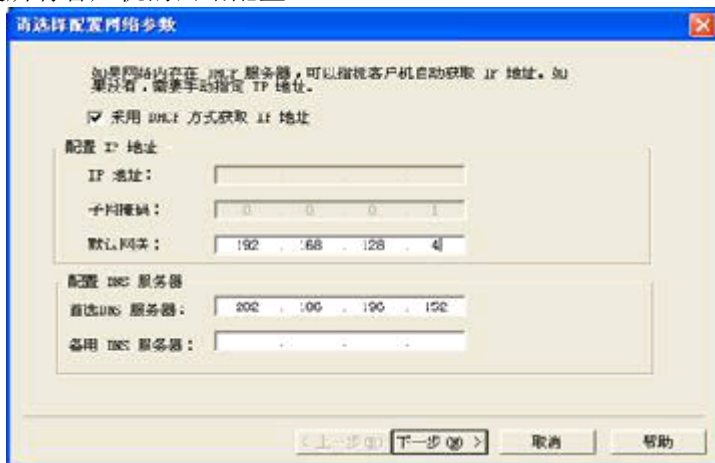 请选择配置网络参数
如果网络内存在 DHCP 服务器，可以指横客户机自动获取 IP 地址。如
果没有，需要手动指定 TP 地址。
采用 DHCP 方式获取 IP 地址
配置 IP 地址
IP 地址：
子网掩码： 0 . 0 . 0 . 1
默认网关： 192 . 168 . 128 . 4
配置 DNS 服务器
首选DNS 服务器： 202 . 106 . 196 . 152
备用 DNS 服务器： . . .
<上一步(B) 下一步(N) > 取消 帮助